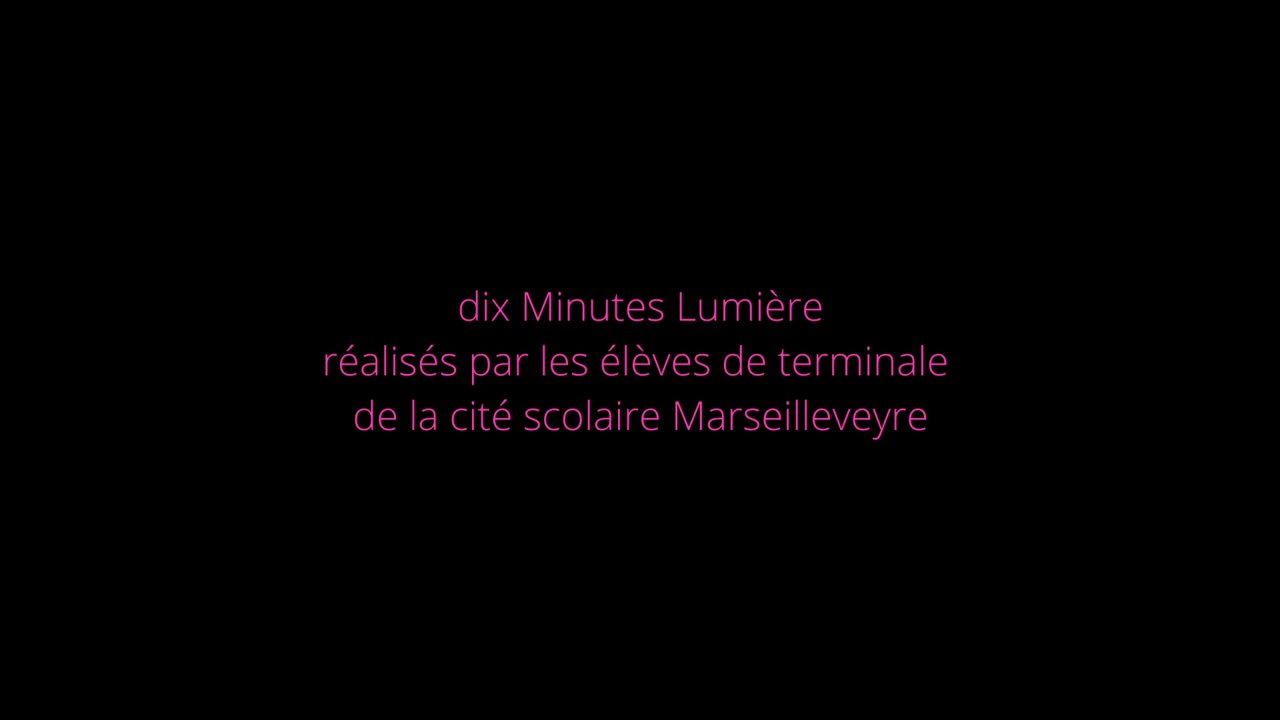 dix Minutes Lumière
réalisés par les élèves de terminale
de la cité scolaire Marseilleveyre